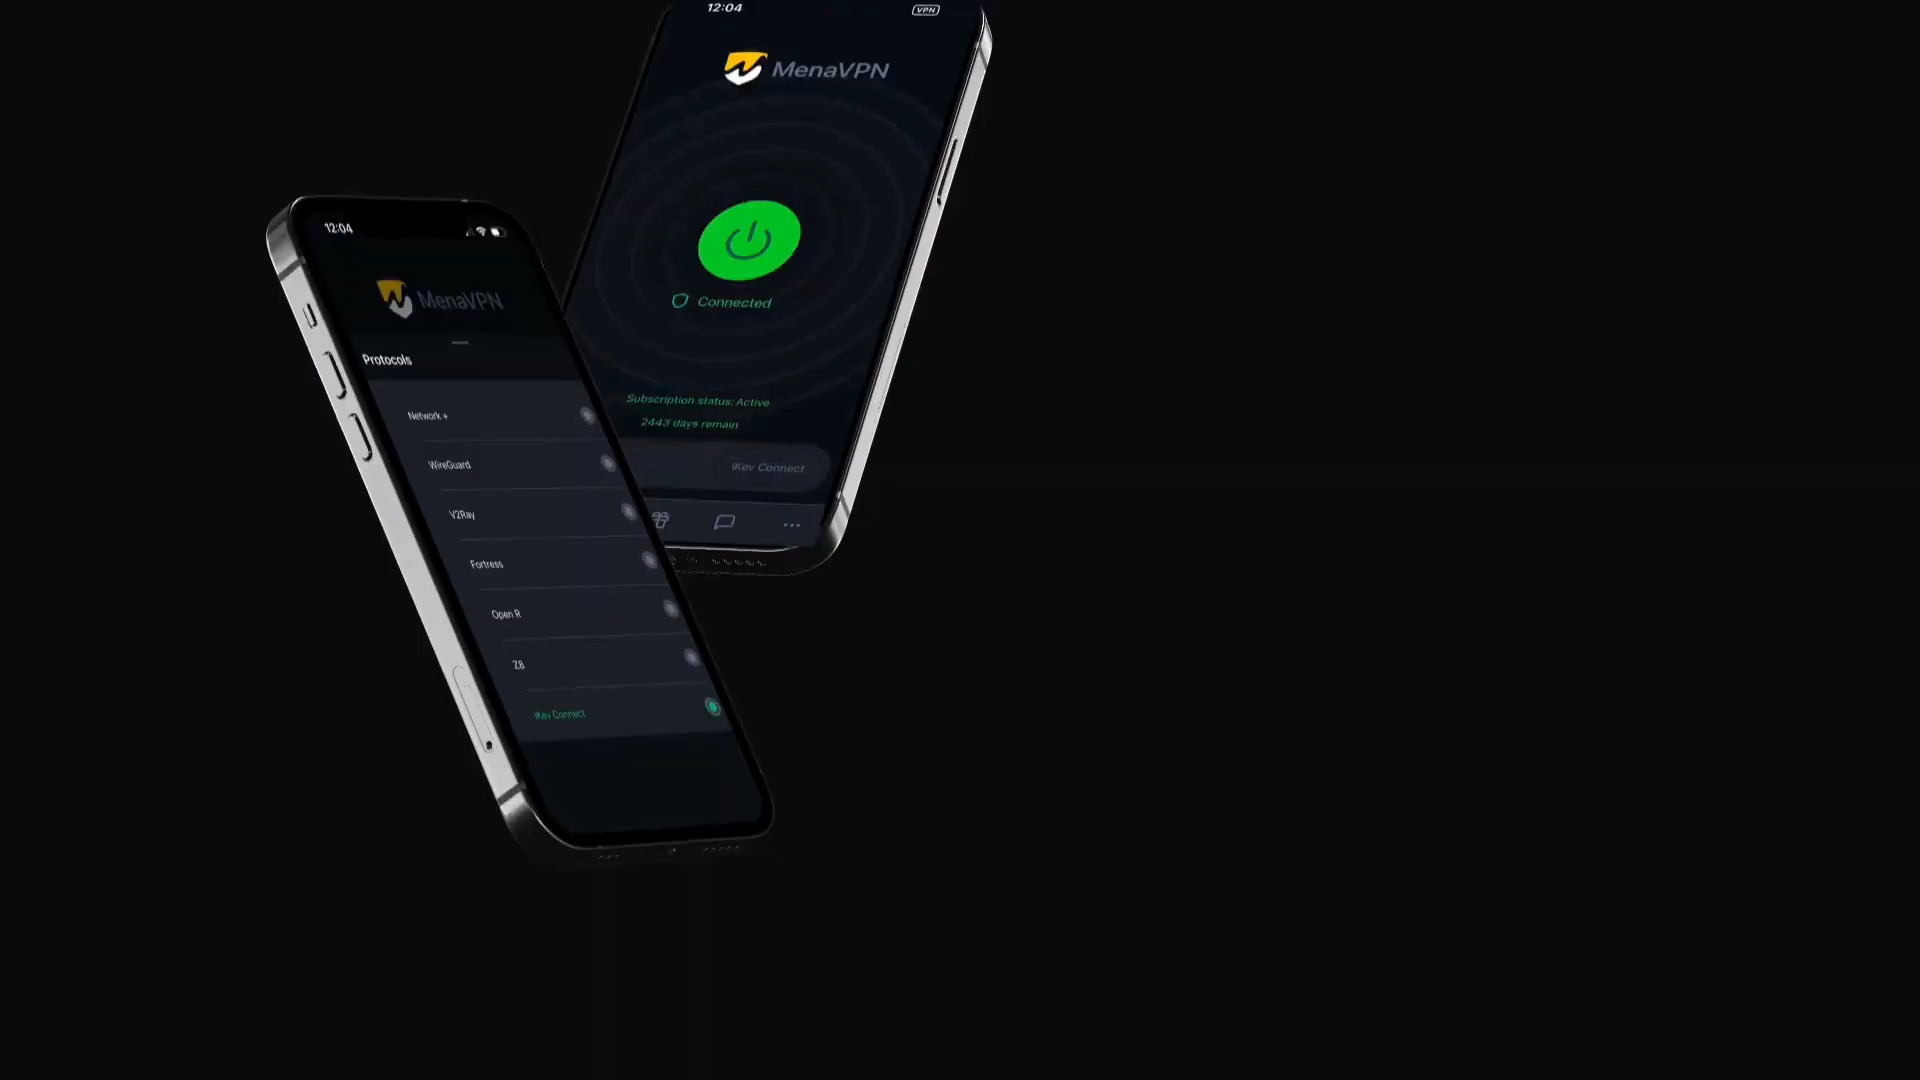 12:04
VPN
MenaVPN
Connected
Subscription status: Active
2443 days remain
iKev Connect
12:04
MenaVPN
Protocols
Network +
WireGuard
V2Ray
Fortress
Open R
Z8
iKev Connect